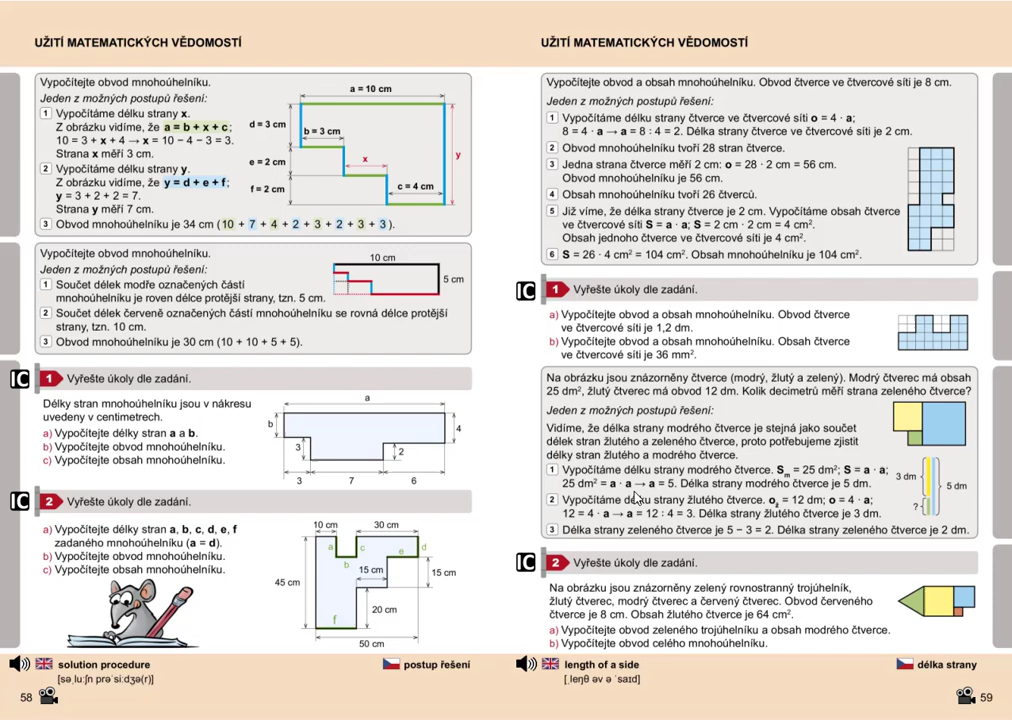 UŽITÍ MATEMATICKÝCH VĚDOMOSTÍ
Vypočítejte obvod mnohoúhelníku.
Jeden z možných postupů řešení:
1 Vypočítáme délku strany x.
Z obrázku vidíme, že a = b + x + c;
10 = 3 + x + 4 → x = 10 − 4 − 3 = 3.
Strana x měří 3 cm.
2 Vypočítáme délku strany y.
Z obrázku vidíme, že y = d + e + f;
y = 3 + 2 + 2 = 7.
Strana y měří 7 cm.
3 Obvod mnohoúhelníku je 34 cm (10 + 7 + 4 + 2 + 3 + 2 + 3 + 3).
a = 10 cm
d = 3 cm
b = 3 cm
e = 2 cm
x
y
f = 2 cm
c = 4 cm
Vypočítejte obvod mnohoúhelníku.
Jeden z možných postupů řešení:
1 Součet délek modře označených částí
mnohoúhelníku je roven délce protější strany, tzn. 5 cm.
2 Součet délek červeně označených částí mnohoúhelníku se rovná délce protější
strany, tzn. 10 cm.
3 Obvod mnohoúhelníku je 30 cm (10 + 10 + 5 + 5).
10 cm
5 cm
IC 1 Vyřešte úkoly dle zadání.
Délky stran mnohoúhelníku jsou v nákresu
uvedeny v centimetrech.
a) Vypočítejte délky stran a a b.
b) Vypočítejte obvod mnohoúhelníku.
c) Vypočítejte obsah mnohoúhelníku.
a
b
4
3
2
3 7 6
IC 2 Vyřešte úkoly dle zadání.
a) Vypočítejte délky stran a, b, c, d, e, f
zadaného mnohoúhelníku (a = d).
b) Vypočítejte obvod mnohoúhelníku.
c) Vypočítejte obsah mnohoúhelníku.
10 cm 30 cm
a c e d
b
15 cm
15 cm
45 cm
20 cm
f
50 cm
solution procedure
[səˌluːʃn prəˈsiːdʒə(r)]
postup řešení
58
UŽITÍ MATEMATICKÝCH VĚDOMOSTÍ
Vypočítejte obvod a obsah mnohoúhelníku. Obvod čtverce ve čtvercové síti je 8 cm.
Jeden z možných postupů řešení:
1 Vypočítáme délku strany čtverce ve čtvercové síti o = 4 · a;
8 = 4 · a → a = 8 : 4 = 2. Délka strany čtverce ve čtvercové síti je 2 cm.
2 Obvod mnohoúhelníku tvoří 28 stran čtverce.
3 Jedna strana čtverce měří 2 cm: o = 28 · 2 cm = 56 cm.
Obvod mnohoúhelníku je 56 cm.
4 Obsah mnohoúhelníku tvoří 26 čtverců.
5 Již víme, že délka strany čtverce je 2 cm. Vypočítáme obsah čtverce
ve čtvercové síti S = a · a; S = 2 cm · 2 cm = 4 cm².
Obsah jednoho čtverce ve čtvercové síti je 4 cm².
6 S = 26 · 4 cm² = 104 cm². Obsah mnohoúhelníku je 104 cm².
IC 1 Vyřešte úkoly dle zadání.
a) Vypočítejte obvod a obsah mnohoúhelníku. Obvod čtverce
ve čtvercové síti je 1,2 dm.
b) Vypočítejte obvod a obsah mnohoúhelníku. Obsah čtverce
ve čtvercové síti je 36 mm².
Na obrázku jsou znázorněny čtverce (modrý, žlutý a zelený). Modrý čtverec má obsah
25 dm², žlutý čtverec má obvod 12 dm. Kolik decimetrů měří strana zeleného čtverce?
Jeden z možných postupů řešení:
Vidíme, že délka strany modrého čtverce je stejná jako součet
délek stran žlutého a zeleného čtverce, proto potřebujeme zjistit
délky stran žlutého a modrého čtverce.
1 Vypočítáme délku strany modrého čtverce. Sₘ = 25 dm²; S = a · a;
25 dm² = a · a → a = 5. Délka strany modrého čtverce je 5 dm.
2 Vypočítáme délku strany žlutého čtverce. o_ž = 12 dm; o = 4 · a;
12 = 4 · a → a = 12 : 4 = 3. Délka strany žlutého čtverce je 3 dm.
3 Délka strany zeleného čtverce je 5 − 3 = 2. Délka strany zeleného čtverce je 2 dm.
3 dm
5 dm
?
IC 2 Vyřešte úkoly dle zadání.
Na obrázku jsou znázorněny zelený rovnostranný trojúhelník,
žlutý čtverec, modrý čtverec a červený čtverec. Obvod červeného
čtverce je 8 cm. Obsah žlutého čtverce je 64 cm².
a) Vypočítejte obvod zeleného trojúhelníku a obsah modrého čtverce.
b) Vypočítejte obvod celého mnohoúhelníku.
length of a side
[ˌleŋθ əv ə ˈsaɪd]
délka strany
59